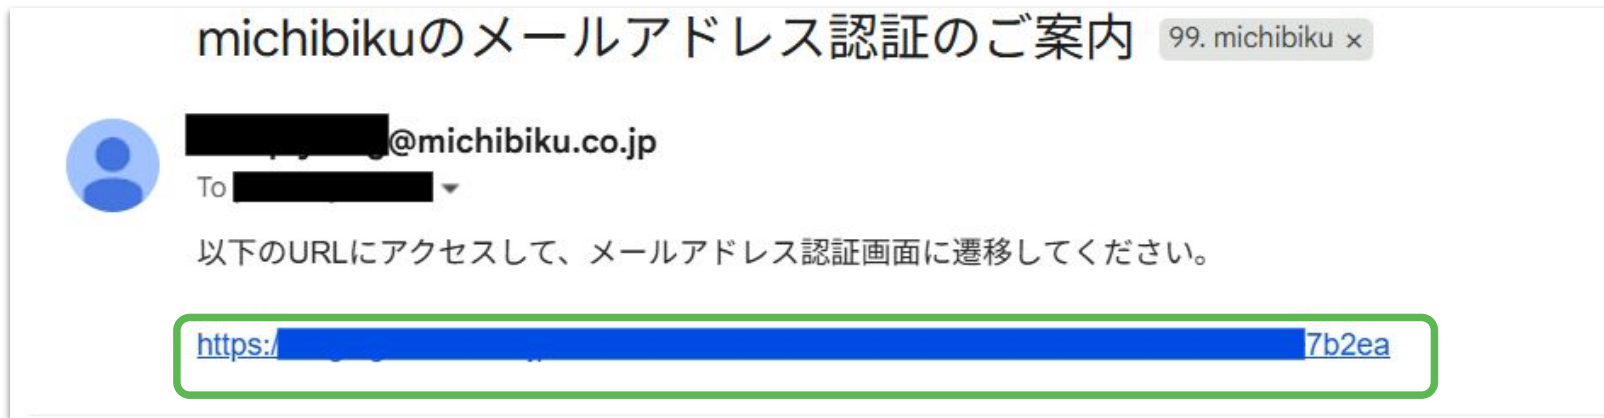 michibikuのメールアドレス認証のご案内 99. michibiku ×
@michibiku.co.jp
To
以下のURLにアクセスして、メールアドレス認証画面に遷移してください。
https:/ 7b2ea